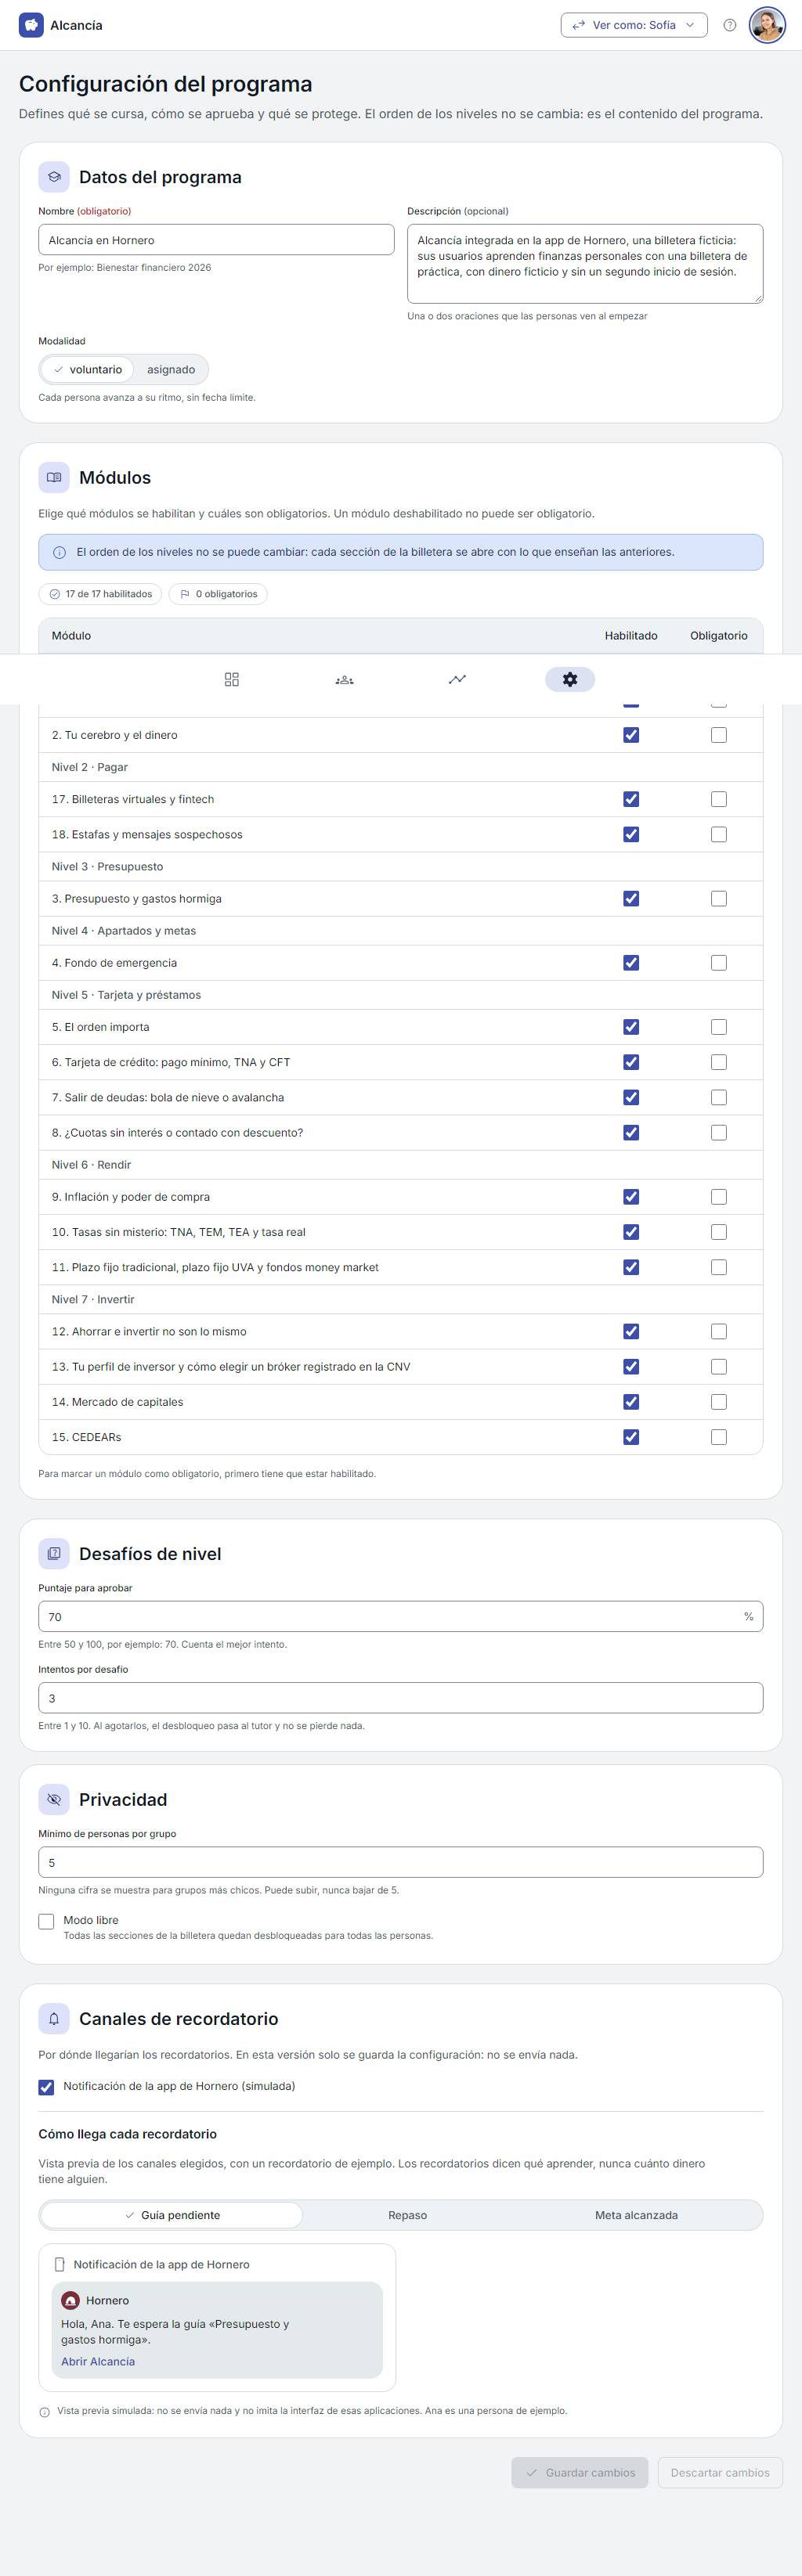 Alcancía
Ver como: Sofía
Configuración del programa
Defines qué se cursa, cómo se aprueba y qué se protege. El orden de los niveles no se cambia: es el contenido del programa.
Datos del programa
Nombre (obligatorio)
Alcancía en Hornero
Por ejemplo: Bienestar financiero 2026
Descripción (opcional)
Alcancía integrada en la app de Hornero, una billetera ficticia:
sus usuarios aprenden finanzas personales con una billetera de
práctica, con dinero ficticio y sin un segundo inicio de sesión.
Una o dos oraciones que las personas ven al empezar
Modalidad
voluntario
asignado
Cada persona avanza a su ritmo, sin fecha límite.
Módulos
Elige qué módulos se habilitan y cuáles son obligatorios. Un módulo deshabilitado no puede ser obligatorio.
El orden de los niveles no se puede cambiar: cada sección de la billetera se abre con lo que enseñan las anteriores.
17 de 17 habilitados
0 obligatorios
Módulo Habilitado Obligatorio
2. Tu cerebro y el dinero
Nivel 2 · Pagar
17. Billeteras virtuales y fintech
18. Estafas y mensajes sospechosos
Nivel 3 · Presupuesto
3. Presupuesto y gastos hormiga
Nivel 4 · Apartados y metas
4. Fondo de emergencia
Nivel 5 · Tarjeta y préstamos
5. El orden importa
6. Tarjeta de crédito: pago mínimo, TNA y CFT
7. Salir de deudas: bola de nieve o avalancha
8. ¿Cuotas sin interés o contado con descuento?
Nivel 6 · Rendir
9. Inflación y poder de compra
10. Tasas sin misterio: TNA, TEM, TEA y tasa real
11. Plazo fijo tradicional, plazo fijo UVA y fondos money market
Nivel 7 · Invertir
12. Ahorrar e invertir no son lo mismo
13. Tu perfil de inversor y cómo elegir un bróker registrado en la CNV
14. Mercado de capitales
15. CEDEARs
Para marcar un módulo como obligatorio, primero tiene que estar habilitado.
Desafíos de nivel
Puntaje para aprobar
70 %
Entre 50 y 100, por ejemplo: 70. Cuenta el mejor intento.
Intentos por desafío
3
Entre 1 y 10. Al agotarlos, el desbloqueo pasa al tutor y no se pierde nada.
Privacidad
Mínimo de personas por grupo
5
Ninguna cifra se muestra para grupos más chicos. Puede subir, nunca bajar de 5.
Modo libre
Todas las secciones de la billetera quedan desbloqueadas para todas las personas.
Canales de recordatorio
Por dónde llegarían los recordatorios. En esta versión solo se guarda la configuración: no se envía nada.
Notificación de la app de Hornero (simulada)
Cómo llega cada recordatorio
Vista previa de los canales elegidos, con un recordatorio de ejemplo. Los recordatorios dicen qué aprender, nunca cuánto dinero
tiene alguien.
Guía pendiente
Repaso
Meta alcanzada
Notificación de la app de Hornero
Hornero
Hola, Ana. Te espera la guía «Presupuesto y
gastos hormiga».
Abrir Alcancía
Vista previa simulada: no se envía nada y no imita la interfaz de esas aplicaciones. Ana es una persona de ejemplo.
Guardar cambios
Descartar cambios